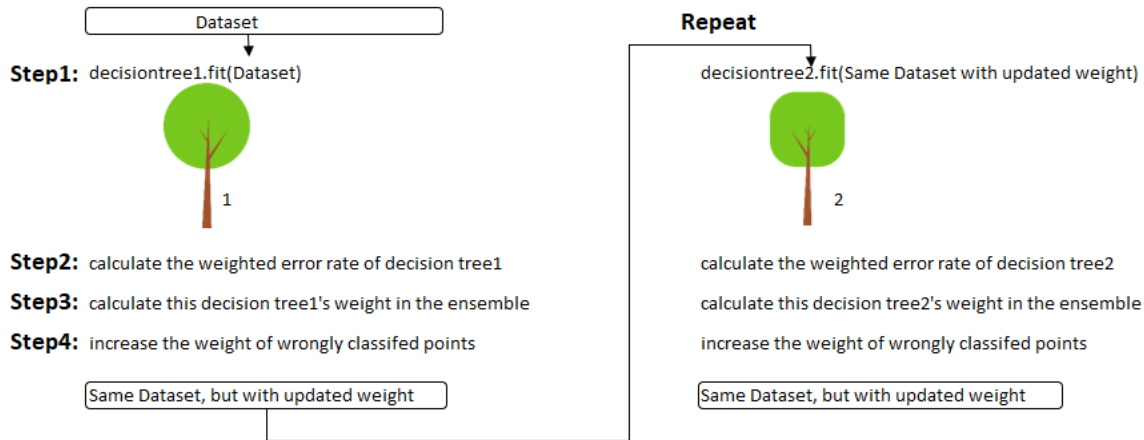 Dataset
Step1: decisiontree1.fit(Dataset)
1
Step2: calculate the weighted error rate of decision tree1
Step3: calculate this decision tree1's weight in the ensemble
Step4: increase the weight of wrongly classifed points
Same Dataset, but with updated weight
Repeat
decisiontree2.fit(Same Dataset with updated weight)
2
calculate the weighted error rate of decision tree2
calculate this decision tree2's weight in the ensemble
increase the weight of wrongly classifed points
Same Dataset, but with updated weight